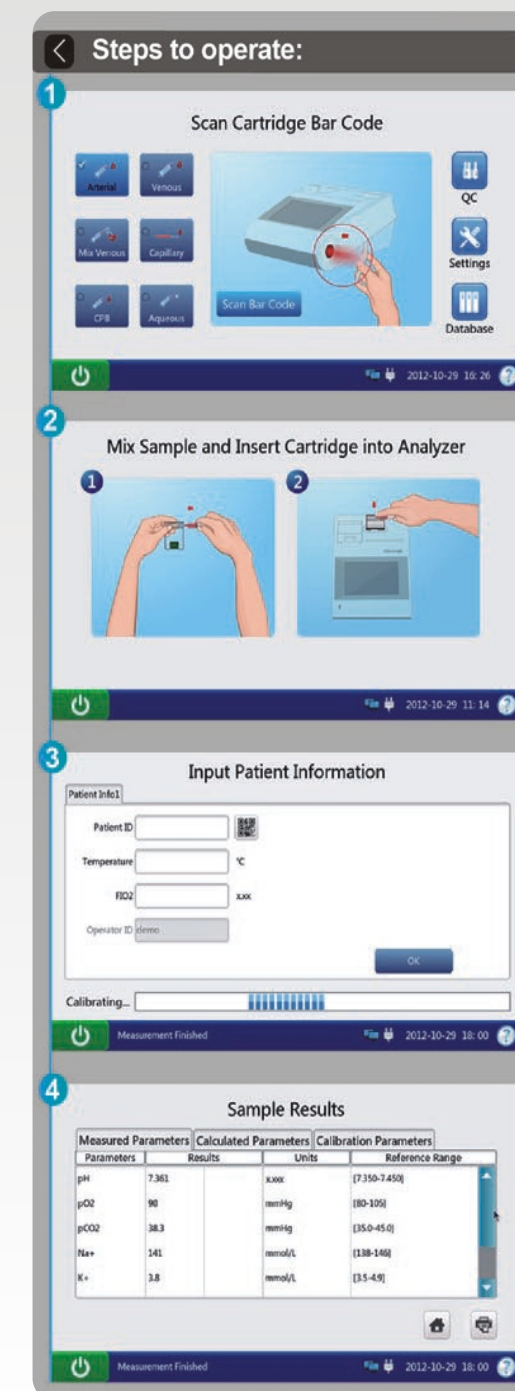 Steps to operate:
1
Scan Cartridge Bar Code
Arterial
Venous
QC
Mix Venous
Capillary
Settings
CPB
Aqueous
Scan Bar Code
Database
2012-10-29 16: 26 ?
2
Mix Sample and Insert Cartridge into Analyzer
1
2
2012-10-29 11: 14 ?
3
Input Patient Information
Patient Info1
Patient ID
Temperature °C
FIO2 x.xx
Operator ID demo
OK
Calibrating...
Measurement Finished 2012-10-29 18: 00 ?
4
Sample Results
Measured Parameters Calculated Parameters Calibration Parameters
Parameters Results Units Reference Range
pH 7.361 x.xxx [7.350-7.450]
pO2 90 mmHg [80-105]
pCO2 38.3 mmHg [35.0-45.0]
Na+ 141 mmol/L [138-146]
K+ 3.8 mmol/L [3.5-4.9]
Measurement Finished 2012-10-29 18: 00 ?